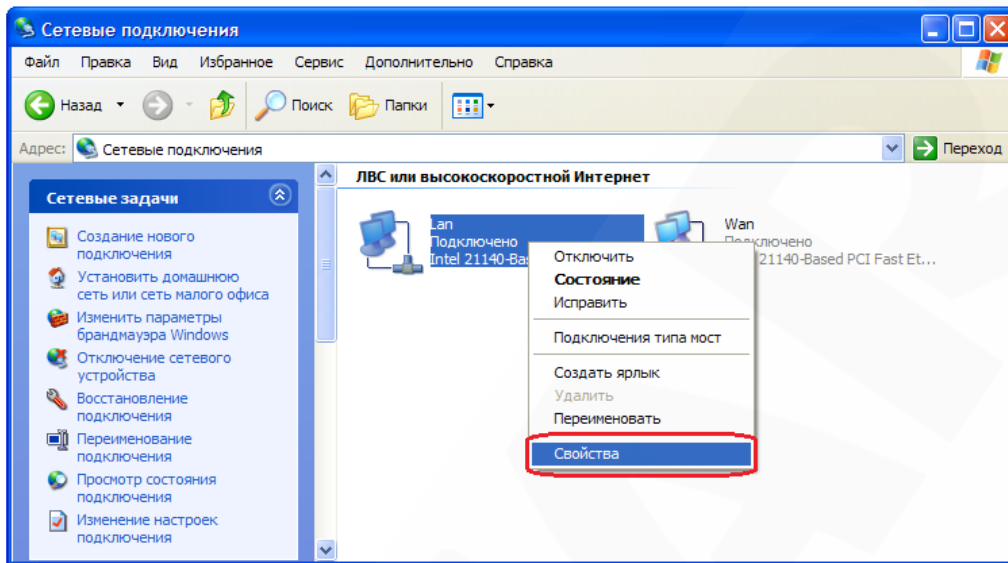 Сетевые подключения
Файл Правка Вид Избранное Сервис Дополнительно Справка
Назад Поиск Папки
Адрес: Сетевые подключения Переход
Сетевые задачи
Создание нового
подключения
Установить домашнюю
сеть или сеть малого офиса
Изменить параметры
брандмауэра Windows
Отключение сетевого
устройства
Восстановление
подключения
Переименование
подключения
Просмотр состояния
подключения
Изменение настроек
подключения
ЛВС или высокоскоростной Интернет
Lan
Подключено
Intel 21140-Bas
Wan
Подключено
21140-Based PCI Fast Et...
Отключить
Состояние
Исправить
Подключения типа мост
Создать ярлык
Удалить
Переименовать
Свойства